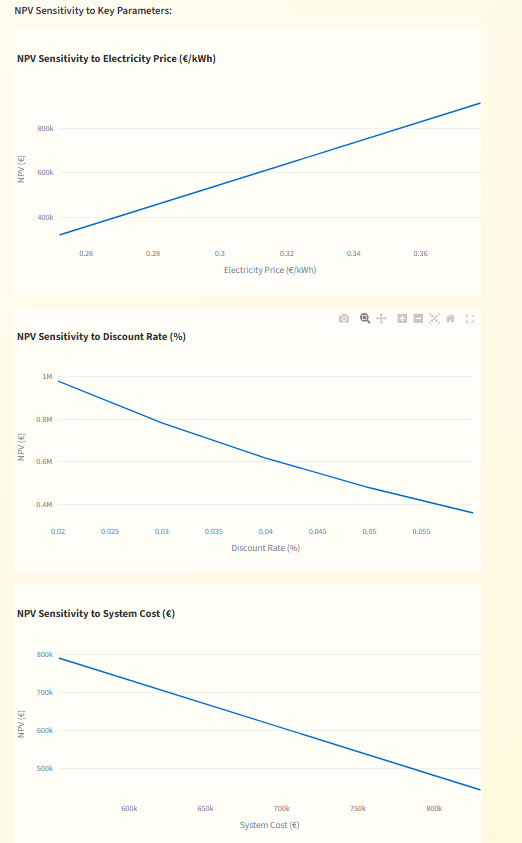 NPV Sensitivity to Key Parameters:
NPV Sensitivity to Electricity Price (€/kWh)
800k
600k
400k
NPV (€)
0.26 0.28 0.3 0.32 0.34 0.36
Electricity Price (€/kWh)
NPV Sensitivity to Discount Rate (%)
1M
0.8M
0.6M
0.4M
NPV (€)
0.02 0.025 0.03 0.035 0.04 0.045 0.05 0.055
Discount Rate (%)
NPV Sensitivity to System Cost (€)
800k
700k
600k
500k
NPV (€)
600k 650k 700k 750k 800k
System Cost (€)